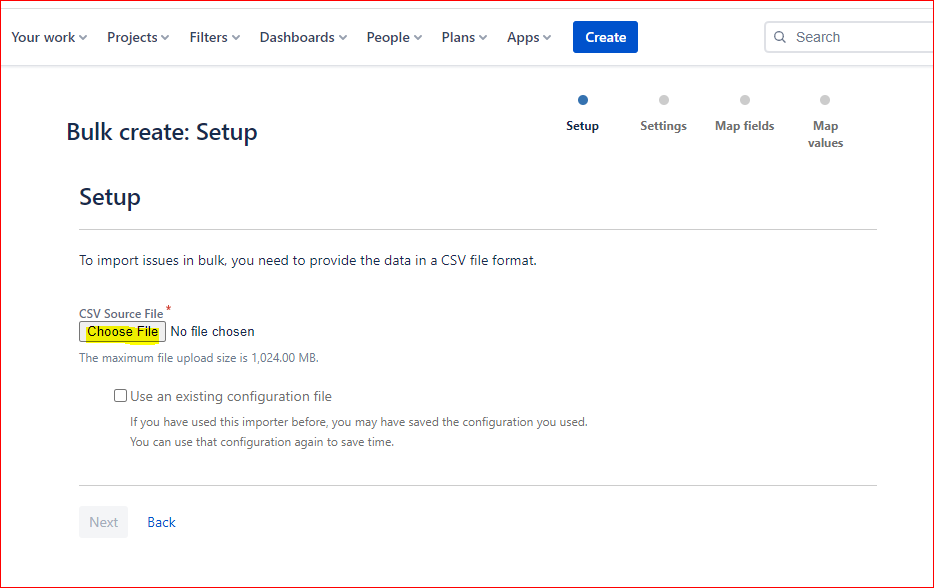 Your work Projects Filters Dashboards People Plans Apps Create Search
Bulk create: Setup
Setup Settings Map fields Map
values
Setup
To import issues in bulk, you need to provide the data in a CSV file format.
CSV Source File *
Choose File No file chosen
The maximum file upload size is 1,024.00 MB.
Use an existing configuration file
If you have used this importer before, you may have saved the configuration you used.
You can use that configuration again to save time.
Next Back